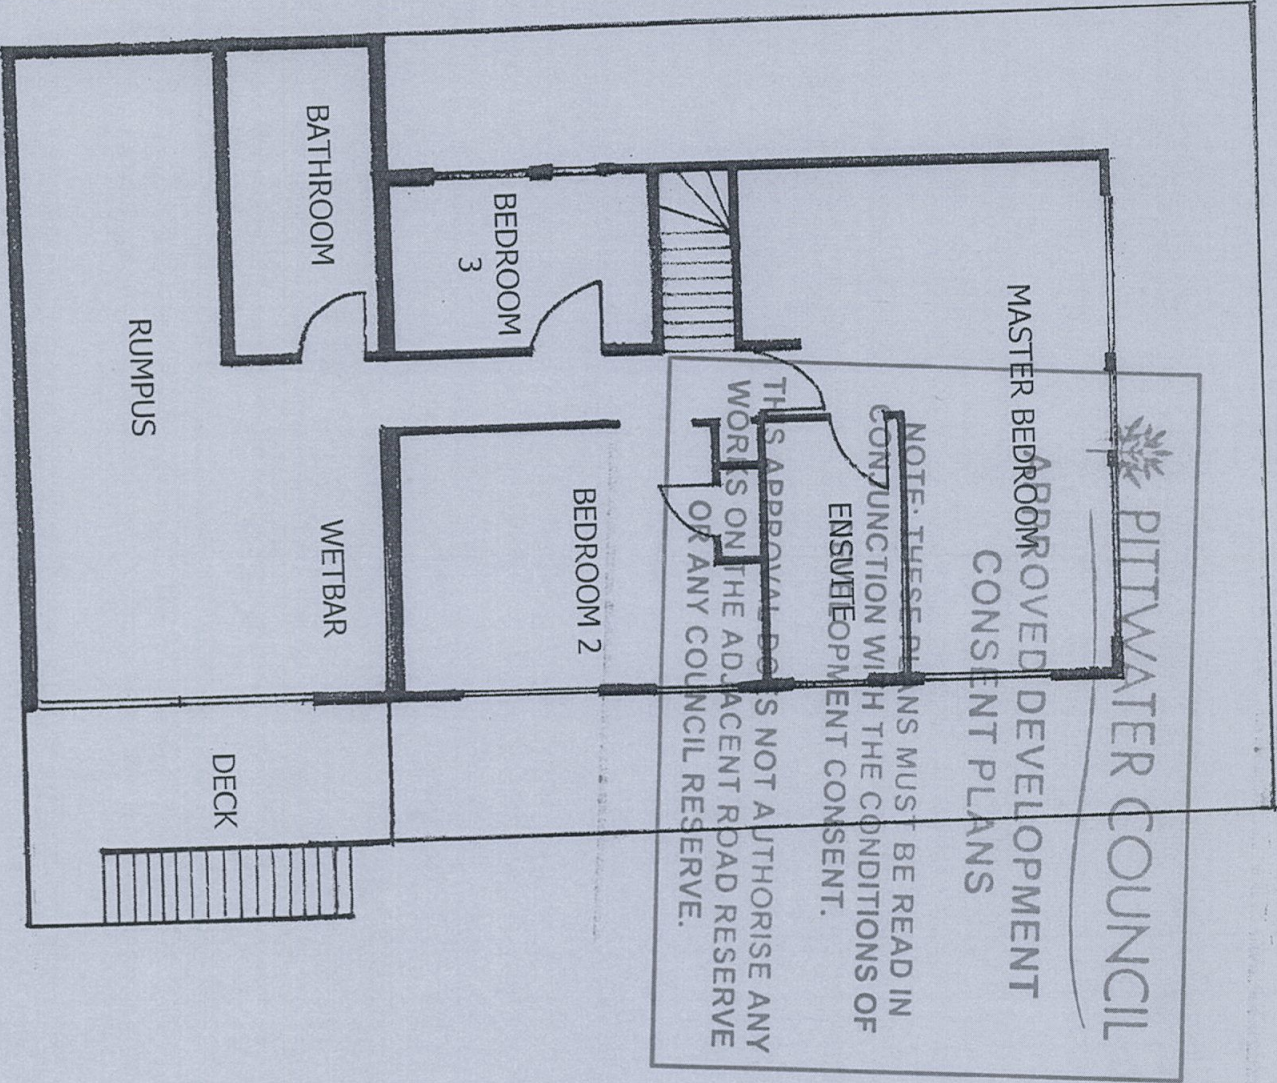 PITTWATER COUNCIL
APPROVED DEVELOPMENT
CONSENT PLANS
NOTE: THESE PLANS MUST BE READ IN
CONJUNCTION WITH THE CONDITIONS OF
DEVELOPMENT CONSENT.
THIS APPROVAL DOES NOT AUTHORISE ANY
WORKS ON THE ADJACENT ROAD RESERVE
OR ANY COUNCIL RESERVE.
MASTER BEDROOM
ENSUITE
BEDROOM
3
BEDROOM 2
BATHROOM
WETBAR
DECK
RUMPUS